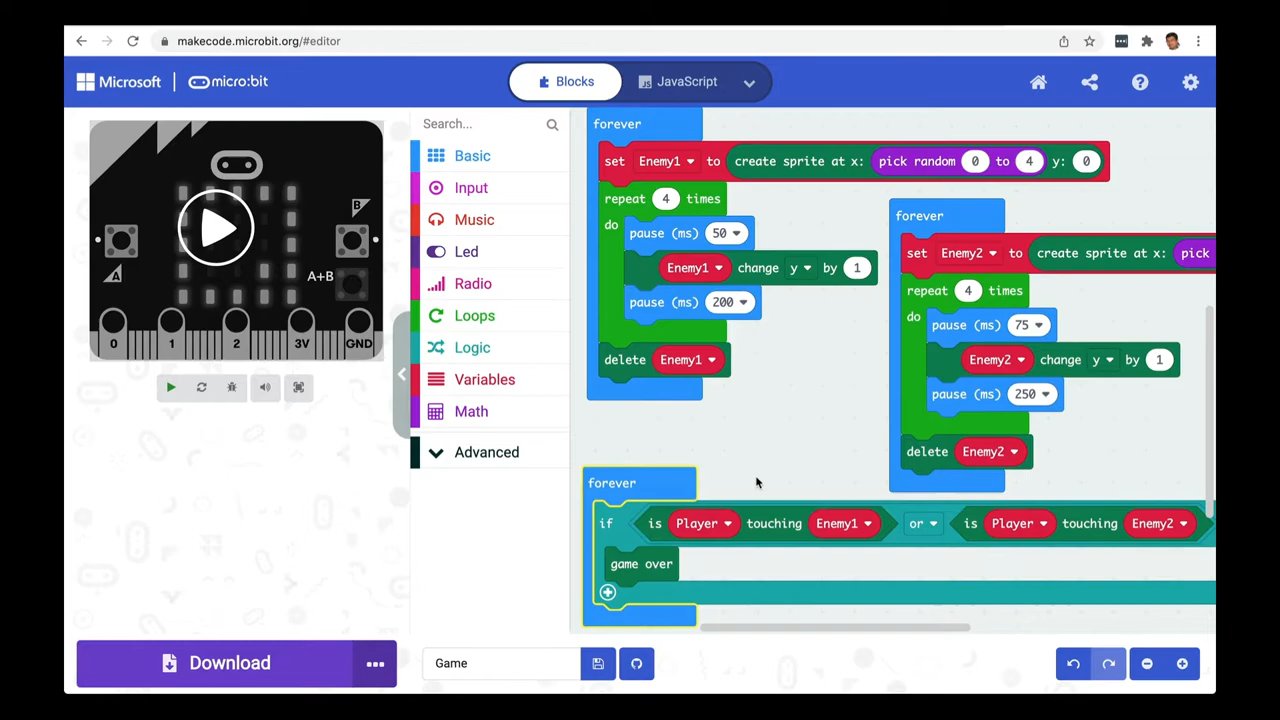 makecode.microbit.org/#editor
Microsoft
micro:bit
Blocks
JS JavaScript
B
A
A+B
0 1 2 3V GND
Download
Search...
Basic
Input
Music
Led
Radio
Loops
Logic
Variables
Math
Advanced
forever
set Enemy1 to create sprite at x: pick random 0 to 4 y: 0
repeat 4 times
do pause (ms) 50
Enemy1 change y by 1
pause (ms) 200
delete Enemy1
forever
set Enemy2 to create sprite at x: pick
repeat 4 times
do pause (ms) 75
Enemy2 change y by 1
pause (ms) 250
delete Enemy2
forever
if is Player touching Enemy1 or is Player touching Enemy2
game over
Game